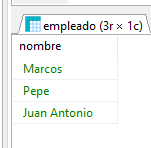 empleado (3r × 1c)
nombre
Marcos
Pepe
Juan Antonio